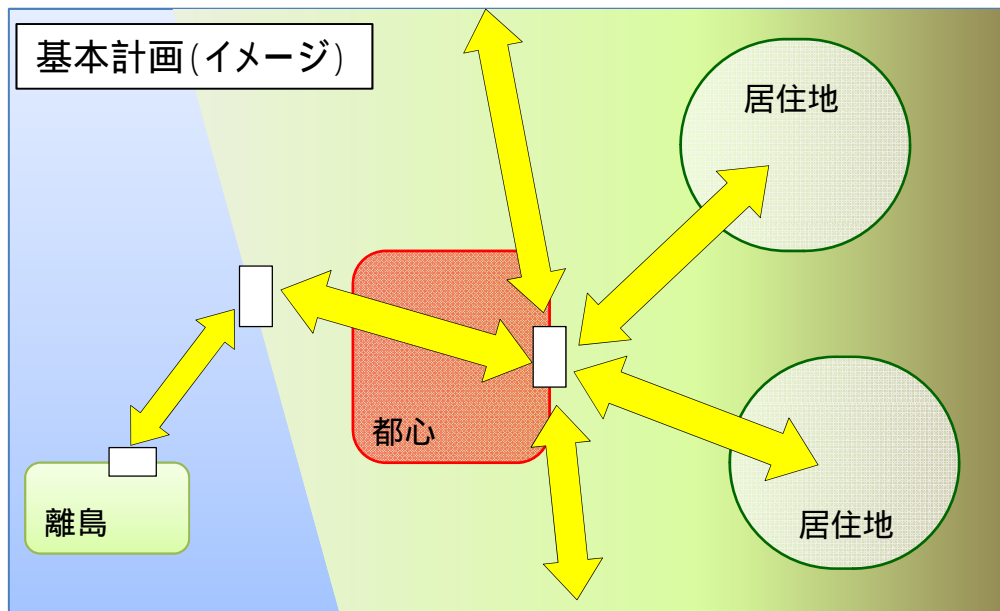 基本計画(イメージ)
居住地
都心
離島
居住地